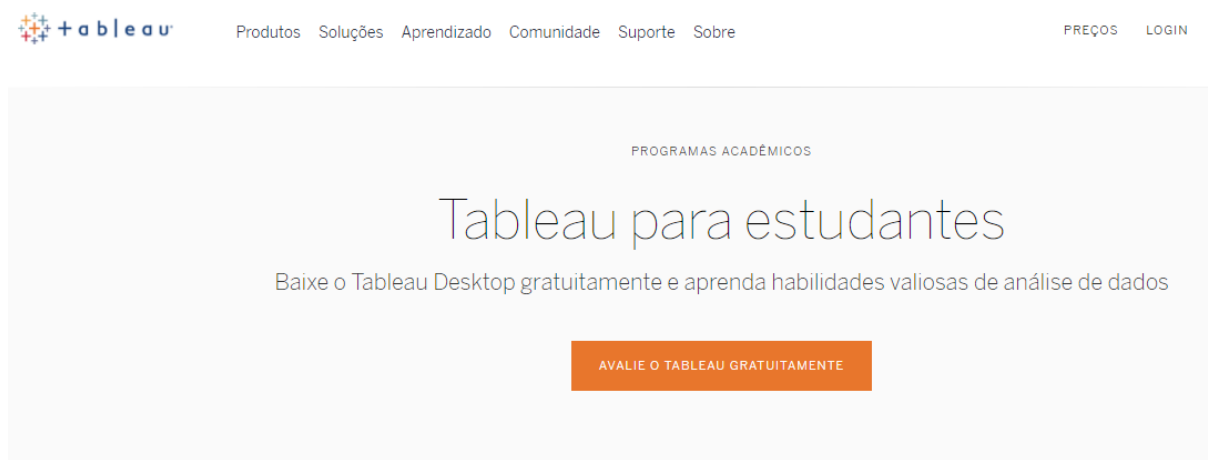 + a b | e a u
Produtos Soluções Aprendizado Comunidade Suporte Sobre PREÇOS LOGIN
PROGRAMAS ACADÊMICOS
Tableau para estudantes
Baixe o Tableau Desktop gratuitamente e aprenda habilidades valiosas de análise de dados
AVALIE O TABLEAU GRATUITAMENTE